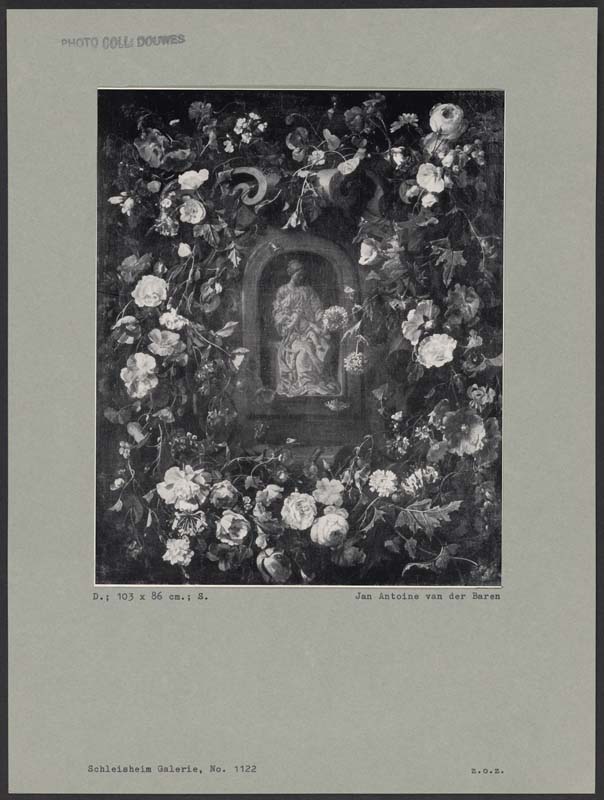 PHOTO COLL: DOUWES
D.; 103 x 86 cm.; S.
Jan Antoine van der Baren
Schleisheim Galerie, No. 1122
z.o.z.